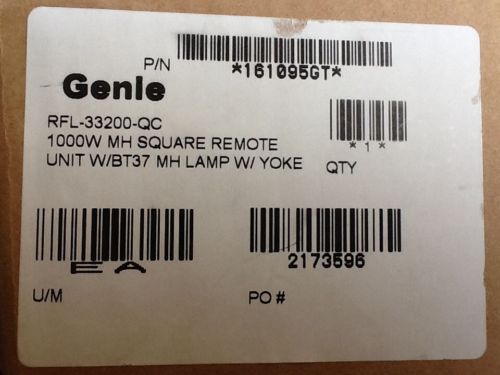 P/N
*161095GT*
Genie
RFL-33200-QC
1000W MH SQUARE REMOTE
UNIT W/BT37 MH LAMP W/ YOKE
*1*
QTY
EA
2173596
U/M
PO #